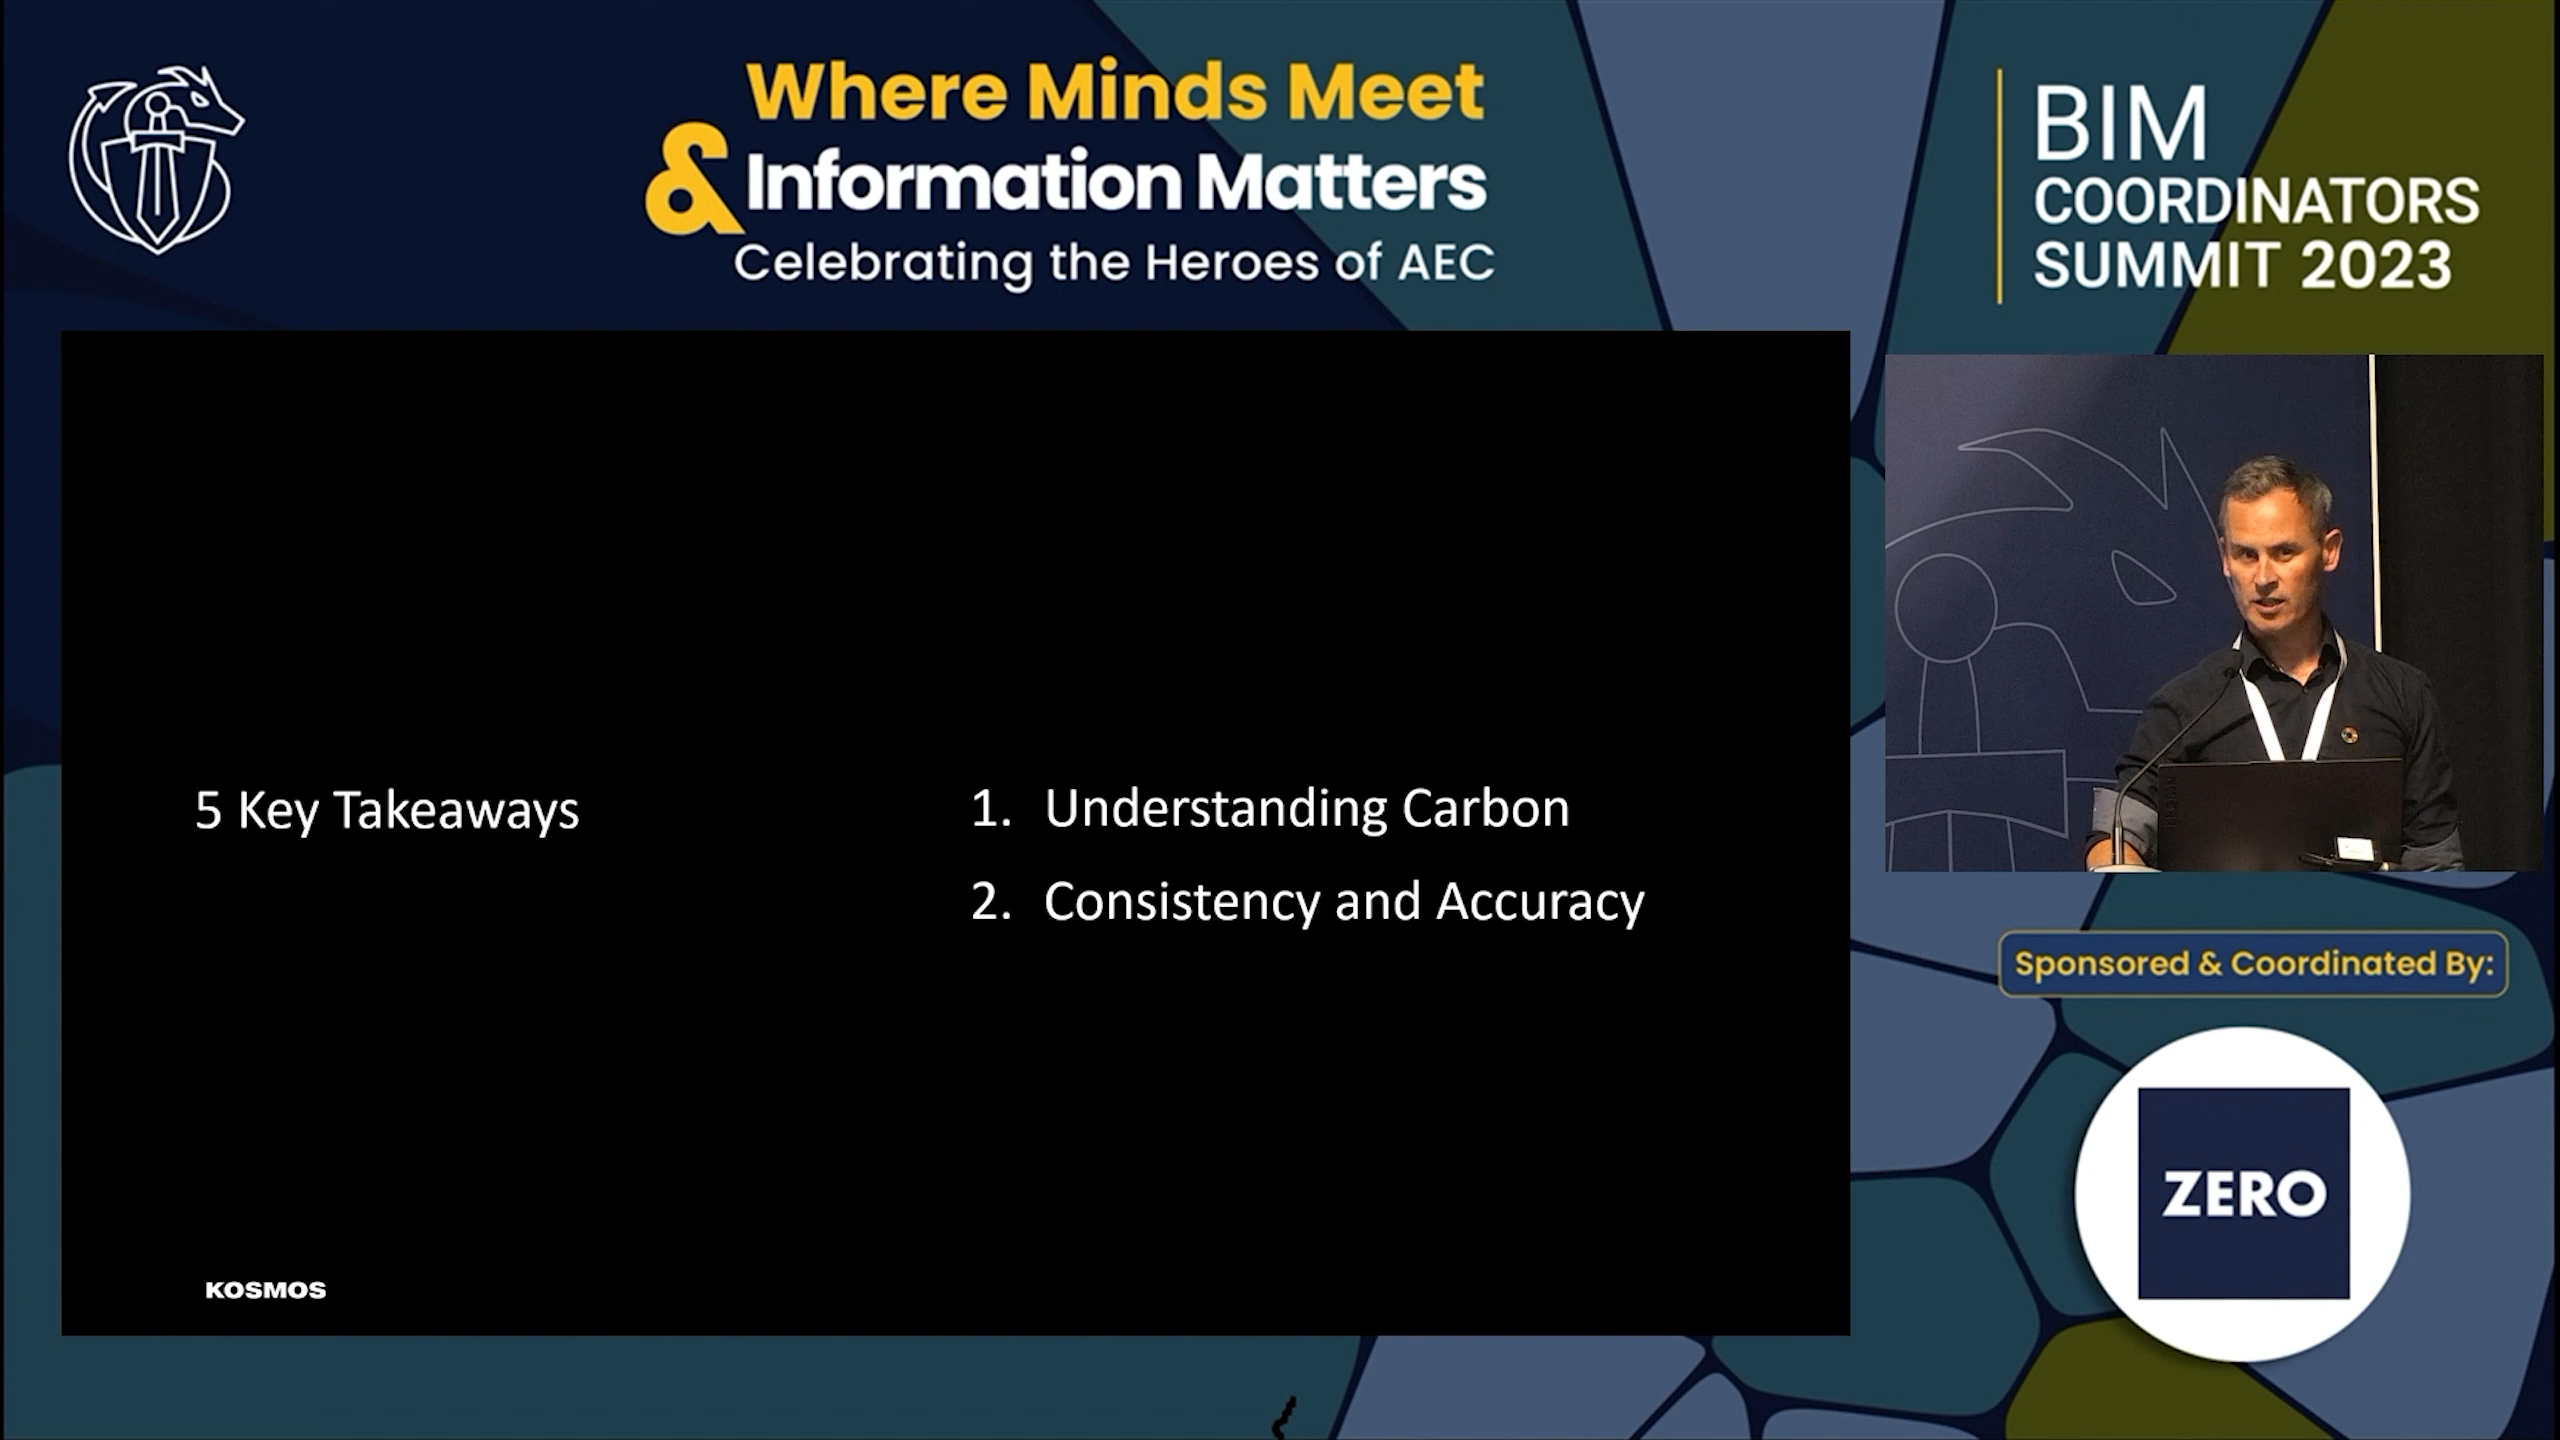 Where Minds Meet
& Information Matters
Celebrating the Heroes of AEC
BIM
COORDINATORS
SUMMIT 2023
5 Key Takeaways
1. Understanding Carbon
2. Consistency and Accuracy
KOSMOS
Sponsored & Coordinated By:
ZERO